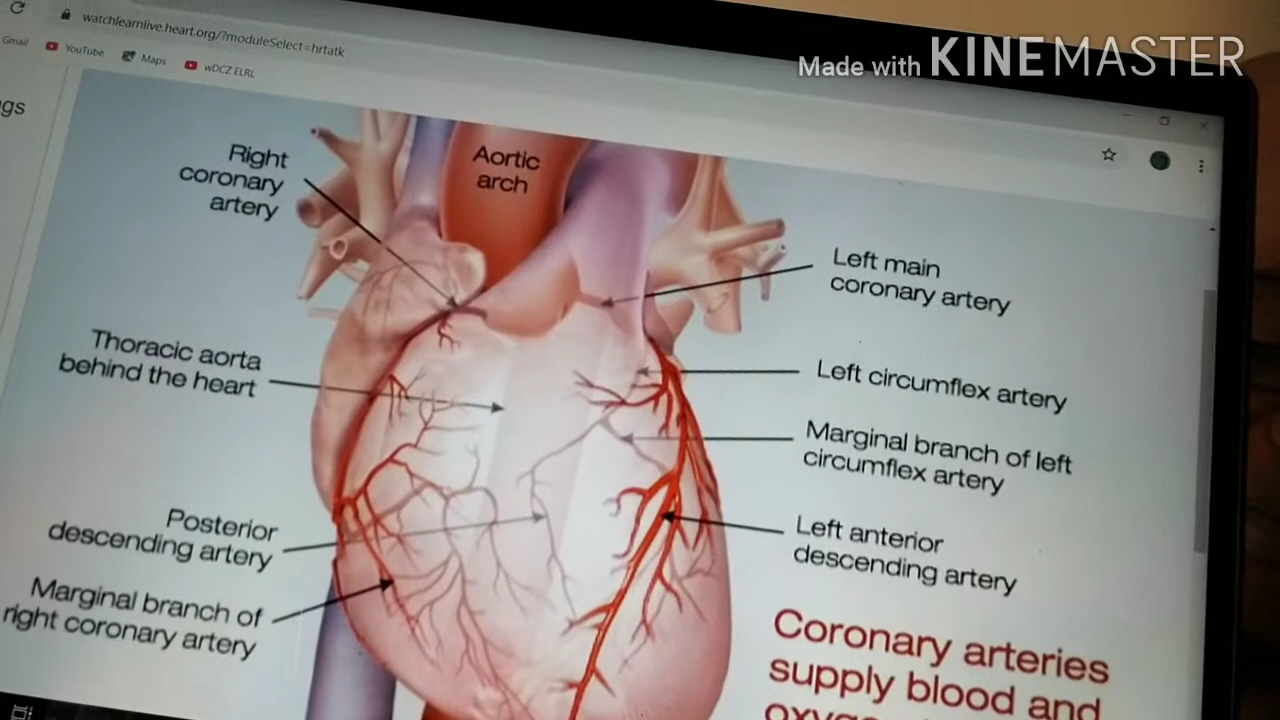 watchlearnlive.heart.org/?moduleSelect=hrtatk
Gmail YouTube Maps wDCZ ELRL
Made with KINEMASTER
gs
Right
coronary
artery
Aortic
arch
Left main
coronary artery
Thoracic aorta
behind the heart
Left circumflex artery
Marginal branch of left
circumflex artery
Posterior
descending artery
Left anterior
descending artery
Marginal branch of
right coronary artery
Coronary arteries
supply blood and